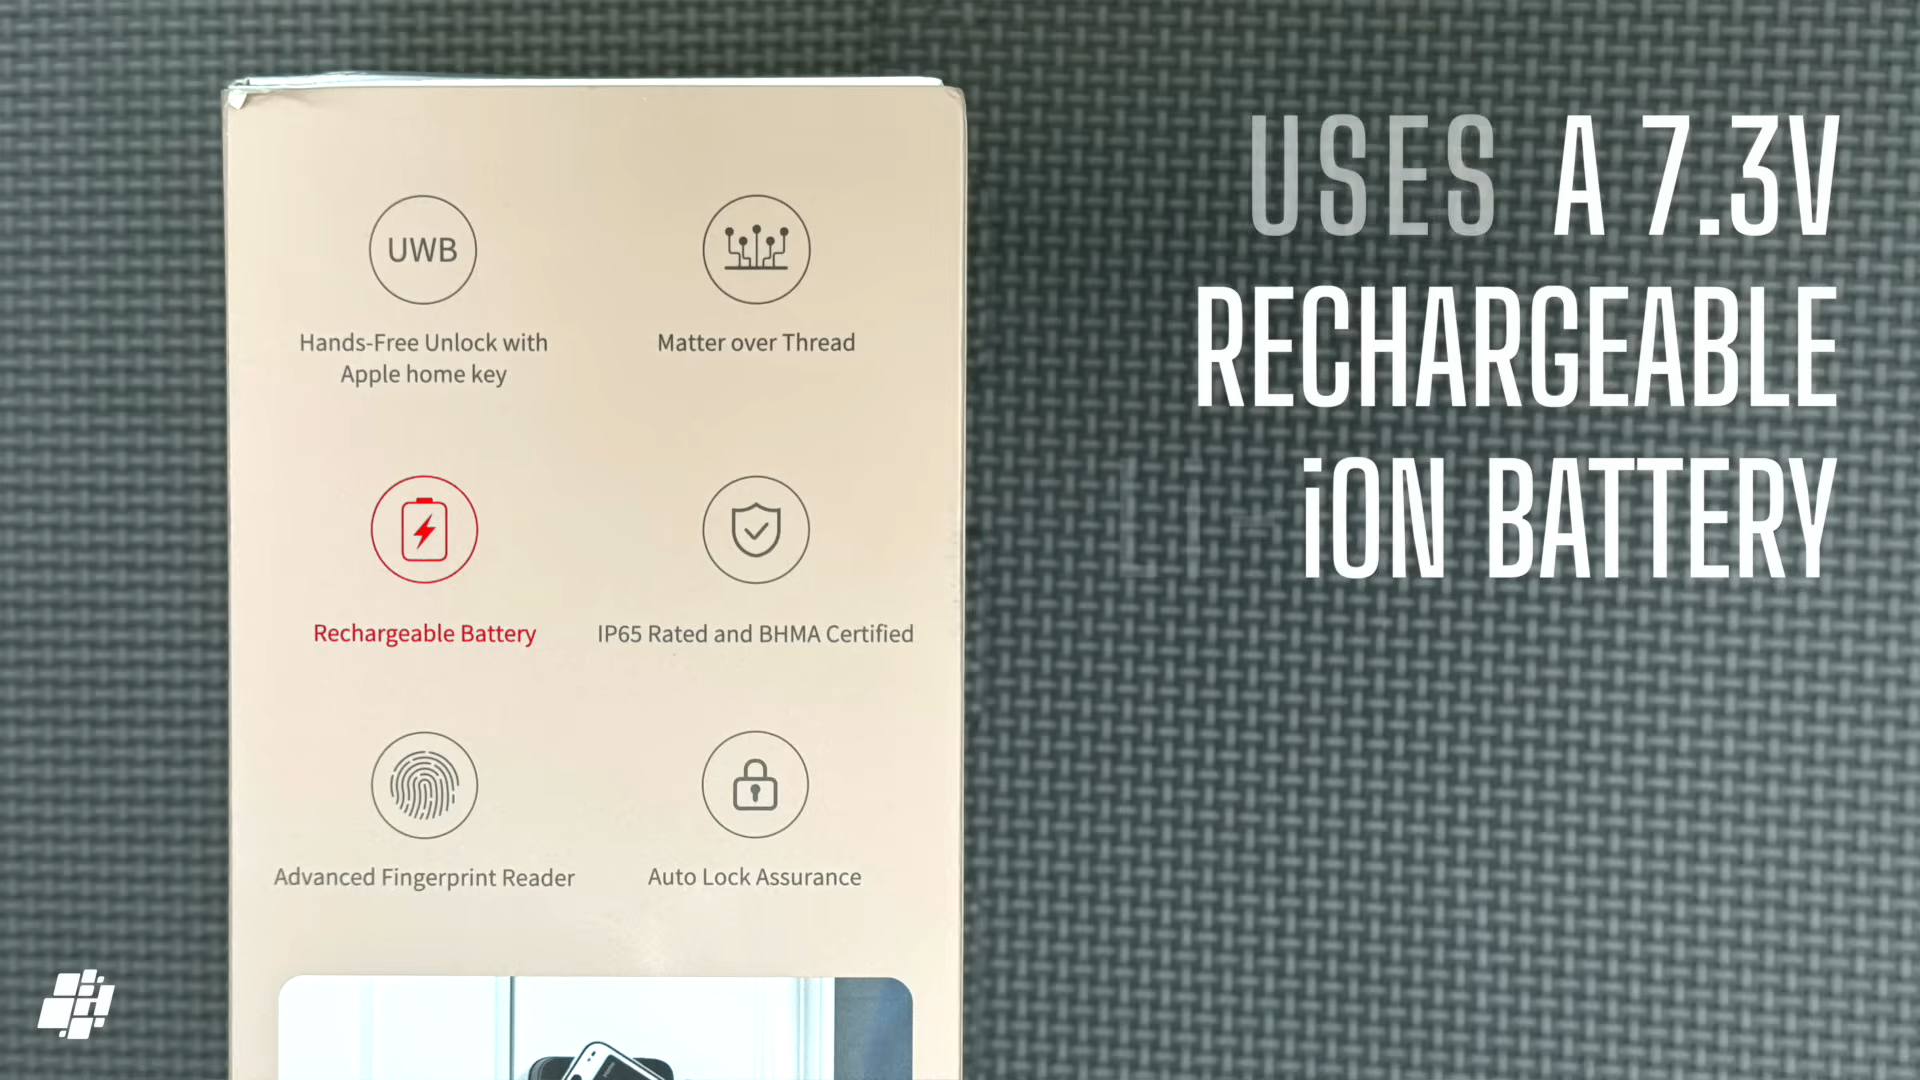 UWB
Hands-Free Unlock with
Apple home key
Matter over Thread
Rechargeable Battery
IP65 Rated and BHMA Certified
Advanced Fingerprint Reader
Auto Lock Assurance
USES A 7.3V
RECHARGEABLE
Li-iON BATTERY